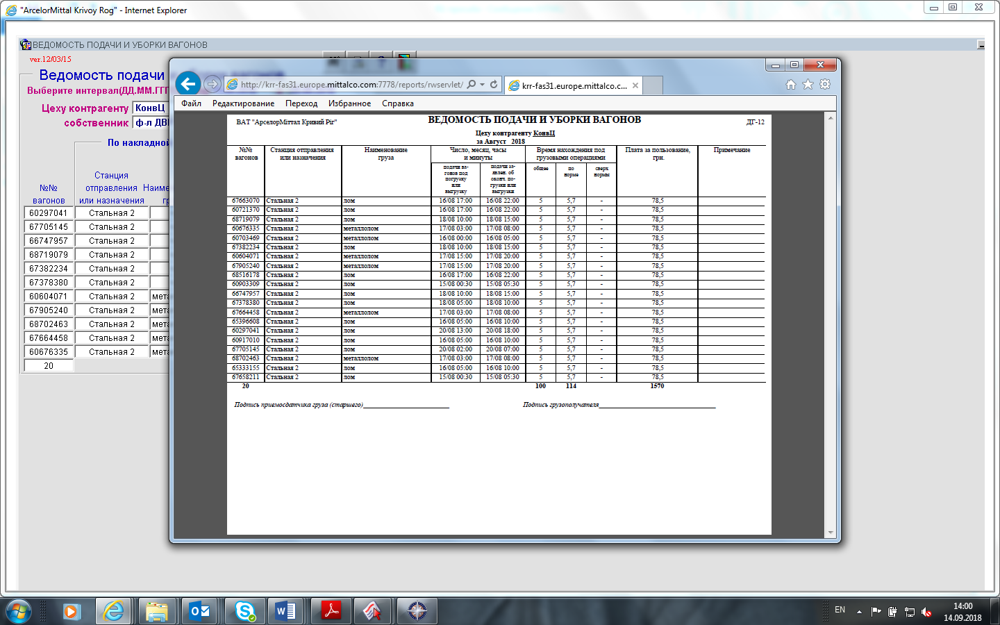 "ArcelorMittal Krivoy Rog" - Internet Explorer
ВЕДОМОСТЬ ПОДАЧИ И УБОРКИ ВАГОНОВ
ver.12/03/15
Ведомость подачи
Выберите интервал(ДД.ММ.ГГГ
Цеху контрагенту КонвЦ
собственник ф-л ДВ
По накладной
Станция
№№ отправления Наиме
вагонов или назначения гр
60297041 Стальная 2
67705145 Стальная 2
66747957 Стальная 2
68719079 Стальная 2
67382234 Стальная 2
67378380 Стальная 2
60604071 Стальная 2 мета
67905240 Стальная 2 мета
68702463 Стальная 2 мета
67664458 Стальная 2 мета
60676335 Стальная 2 мета
20
http://krr-fas31.europe.mittalco.com:7778/reports/rwservlet/
krr-fas31.europe.mittalco.c...
Файл Редактирование Переход Избранное Справка
ВАТ "АрселорМіттал Кривий Ріг" ВЕДОМОСТЬ ПОДАЧИ И УБОРКИ ВАГОНОВ ДГ-12
Цеху контрагенту КонвЦ
за Август 2018
№№ Станция отправления Наименование Число, месяц, часы Время нахождения под Плата за пользование, Примечание
вагонов или назначения груза и минуты грузовыми операциями грн.
подачи ва- подачи за- общее по сверх
гонов под явлен. об норме нормы
погрузку оконч. по-
или грузки или
выгрузку выгрузки
67663070 Стальная 2 лом 16/08 17:00 16/08 22:00 5 5,7 - 78,5
60721370 Стальная 2 лом 16/08 17:00 16/08 22:00 5 5,7 - 78,5
68719079 Стальная 2 лом 18/08 10:00 18/08 15:00 5 5,7 - 78,5
60676335 Стальная 2 металлолом 17/08 03:00 17/08 08:00 5 5,7 - 78,5
60703469 Стальная 2 металлолом 16/08 00:00 16/08 05:00 5 5,7 - 78,5
67382234 Стальная 2 лом 18/08 10:00 18/08 15:00 5 5,7 - 78,5
60604071 Стальная 2 металлолом 17/08 15:00 17/08 20:00 5 5,7 - 78,5
67905240 Стальная 2 металлолом 17/08 15:00 17/08 20:00 5 5,7 - 78,5
68516178 Стальная 2 лом 16/08 17:00 16/08 22:00 5 5,7 - 78,5
60903309 Стальная 2 лом 15/08 00:30 15/08 05:30 5 5,7 - 78,5
66747957 Стальная 2 лом 18/08 10:00 18/08 15:00 5 5,7 - 78,5
67378380 Стальная 2 лом 18/08 05:00 18/08 10:00 5 5,7 - 78,5
67664458 Стальная 2 металлолом 17/08 03:00 17/08 08:00 5 5,7 - 78,5
65396608 Стальная 2 лом 16/08 05:00 16/08 10:00 5 5,7 - 78,5
60297041 Стальная 2 лом 20/08 13:00 20/08 18:00 5 5,7 - 78,5
60917010 Стальная 2 лом 16/08 05:00 16/08 10:00 5 5,7 - 78,5
67705145 Стальная 2 лом 20/08 02:00 20/08 07:00 5 5,7 - 78,5
68702463 Стальная 2 металлолом 17/08 03:00 17/08 08:00 5 5,7 - 78,5
65333155 Стальная 2 лом 16/08 05:00 16/08 10:00 5 5,7 - 78,5
67658211 Стальная 2 лом 15/08 00:30 15/08 05:30 5 5,7 - 78,5
20 100 114 1570
Подпись приемосдатчика груза (старшего) Подпись грузополучателя
EN 14:00
14.09.2018